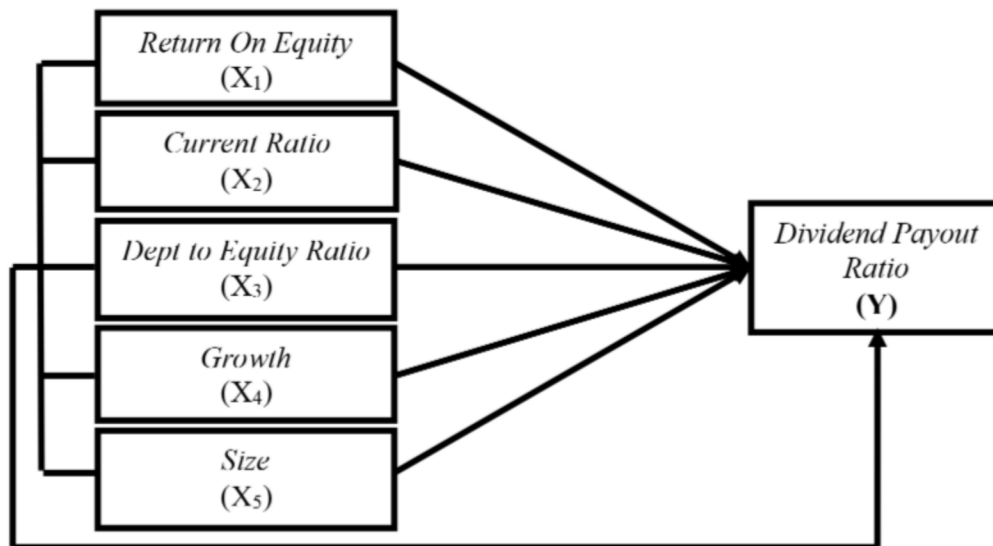 Return On Equity
(X₁)
Current Ratio
(X₂)
Dept to Equity Ratio
(X₃)
Growth
(X₄)
Size
(X₅)
Dividend Payout
Ratio
(Y)